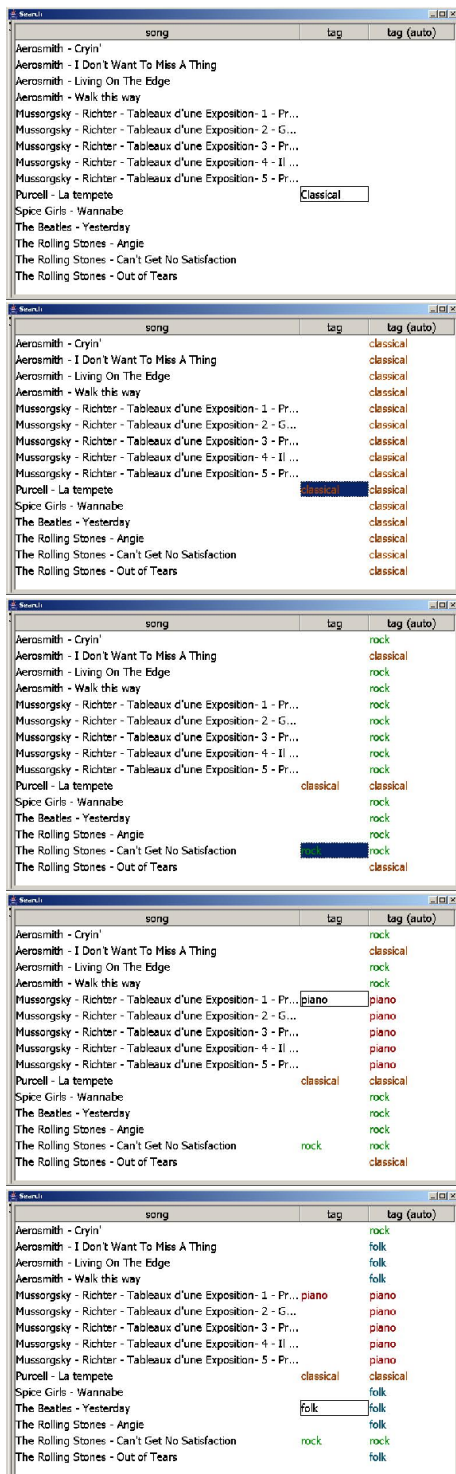 Search
song tag tag (auto)
Aerosmith - Cryin'
Aerosmith - I Don't Want To Miss A Thing
Aerosmith - Living On The Edge
Aerosmith - Walk this way
Mussorgsky - Richter - Tableaux d'une Exposition- 1 - Pr...
Mussorgsky - Richter - Tableaux d'une Exposition- 2 - G...
Mussorgsky - Richter - Tableaux d'une Exposition- 3 - Pr...
Mussorgsky - Richter - Tableaux d'une Exposition- 4 - Il ...
Mussorgsky - Richter - Tableaux d'une Exposition- 5 - Pr...
Purcell - La tempete Classical
Spice Girls - Wannabe
The Beatles - Yesterday
The Rolling Stones - Angie
The Rolling Stones - Can't Get No Satisfaction
The Rolling Stones - Out of Tears
Search
song tag tag (auto)
Aerosmith - Cryin' classical
Aerosmith - I Don't Want To Miss A Thing classical
Aerosmith - Living On The Edge classical
Aerosmith - Walk this way classical
Mussorgsky - Richter - Tableaux d'une Exposition- 1 - Pr... classical
Mussorgsky - Richter - Tableaux d'une Exposition- 2 - G... classical
Mussorgsky - Richter - Tableaux d'une Exposition- 3 - Pr... classical
Mussorgsky - Richter - Tableaux d'une Exposition- 4 - Il ... classical
Mussorgsky - Richter - Tableaux d'une Exposition- 5 - Pr... classical
Purcell - La tempete classical classical
Spice Girls - Wannabe classical
The Beatles - Yesterday classical
The Rolling Stones - Angie classical
The Rolling Stones - Can't Get No Satisfaction classical
The Rolling Stones - Out of Tears classical
Search
song tag tag (auto)
Aerosmith - Cryin' rock
Aerosmith - I Don't Want To Miss A Thing classical
Aerosmith - Living On The Edge rock
Aerosmith - Walk this way rock
Mussorgsky - Richter - Tableaux d'une Exposition- 1 - Pr... rock
Mussorgsky - Richter - Tableaux d'une Exposition- 2 - G... rock
Mussorgsky - Richter - Tableaux d'une Exposition- 3 - Pr... rock
Mussorgsky - Richter - Tableaux d'une Exposition- 4 - Il ... rock
Mussorgsky - Richter - Tableaux d'une Exposition- 5 - Pr... rock
Purcell - La tempete classical classical
Spice Girls - Wannabe rock
The Beatles - Yesterday rock
The Rolling Stones - Angie rock
The Rolling Stones - Can't Get No Satisfaction rock rock
The Rolling Stones - Out of Tears classical
Search
song tag tag (auto)
Aerosmith - Cryin' rock
Aerosmith - I Don't Want To Miss A Thing classical
Aerosmith - Living On The Edge rock
Aerosmith - Walk this way rock
Mussorgsky - Richter - Tableaux d'une Exposition- 1 - Pr... piano piano
Mussorgsky - Richter - Tableaux d'une Exposition- 2 - G... piano
Mussorgsky - Richter - Tableaux d'une Exposition- 3 - Pr... piano
Mussorgsky - Richter - Tableaux d'une Exposition- 4 - Il ... piano
Mussorgsky - Richter - Tableaux d'une Exposition- 5 - Pr... piano
Purcell - La tempete classical classical
Spice Girls - Wannabe rock
The Beatles - Yesterday rock
The Rolling Stones - Angie rock
The Rolling Stones - Can't Get No Satisfaction rock rock
The Rolling Stones - Out of Tears classical
Search
song tag tag (auto)
Aerosmith - Cryin' rock
Aerosmith - I Don't Want To Miss A Thing folk
Aerosmith - Living On The Edge folk
Aerosmith - Walk this way folk
Mussorgsky - Richter - Tableaux d'une Exposition- 1 - Pr... piano piano
Mussorgsky - Richter - Tableaux d'une Exposition- 2 - G... piano
Mussorgsky - Richter - Tableaux d'une Exposition- 3 - Pr... piano
Mussorgsky - Richter - Tableaux d'une Exposition- 4 - Il ... piano
Mussorgsky - Richter - Tableaux d'une Exposition- 5 - Pr... piano
Purcell - La tempete classical classical
Spice Girls - Wannabe folk
The Beatles - Yesterday folk folk
The Rolling Stones - Angie folk
The Rolling Stones - Can't Get No Satisfaction rock rock
The Rolling Stones - Out of Tears folk